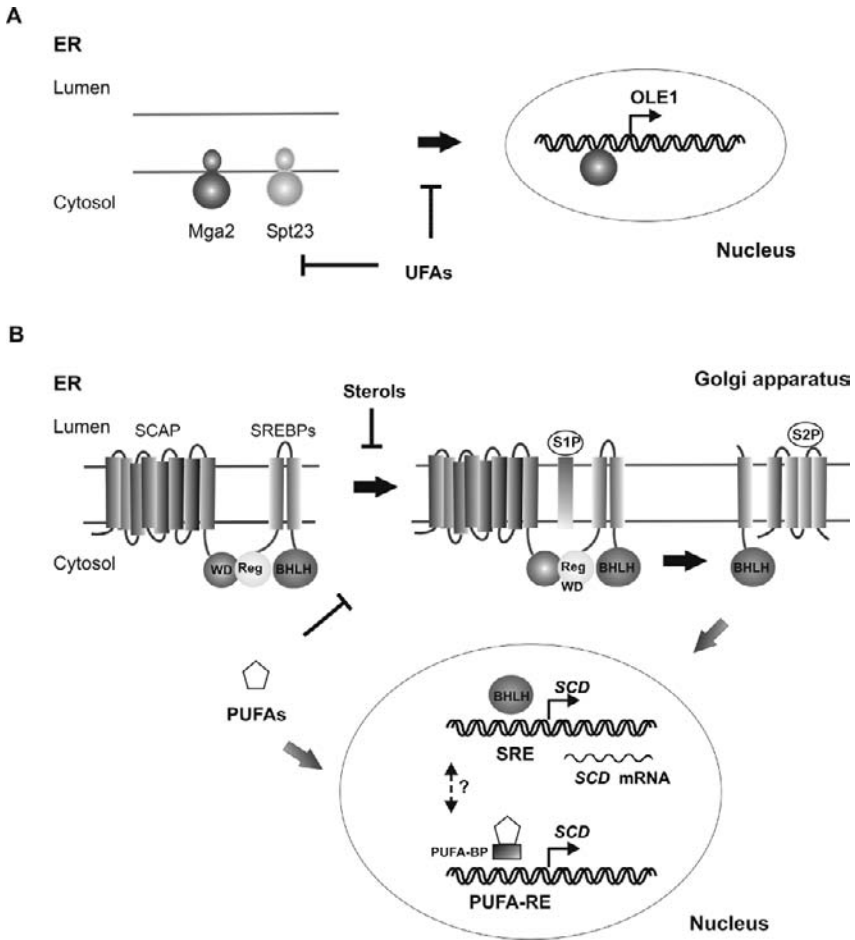 A
ER
Lumen
OLE1
Cytosol
Mga2 Spt23
UFAs
Nucleus
B
ER
Sterols
Golgi apparatus
Lumen
SCAP
SREBPs
S1P
S2P
Cytosol
WD Reg BHLH
Reg
WD
BHLH
BHLH
PUFAs
BHLH
SCD
SRE
SCD mRNA
?
SCD
PUFA-BP
PUFA-RE
Nucleus